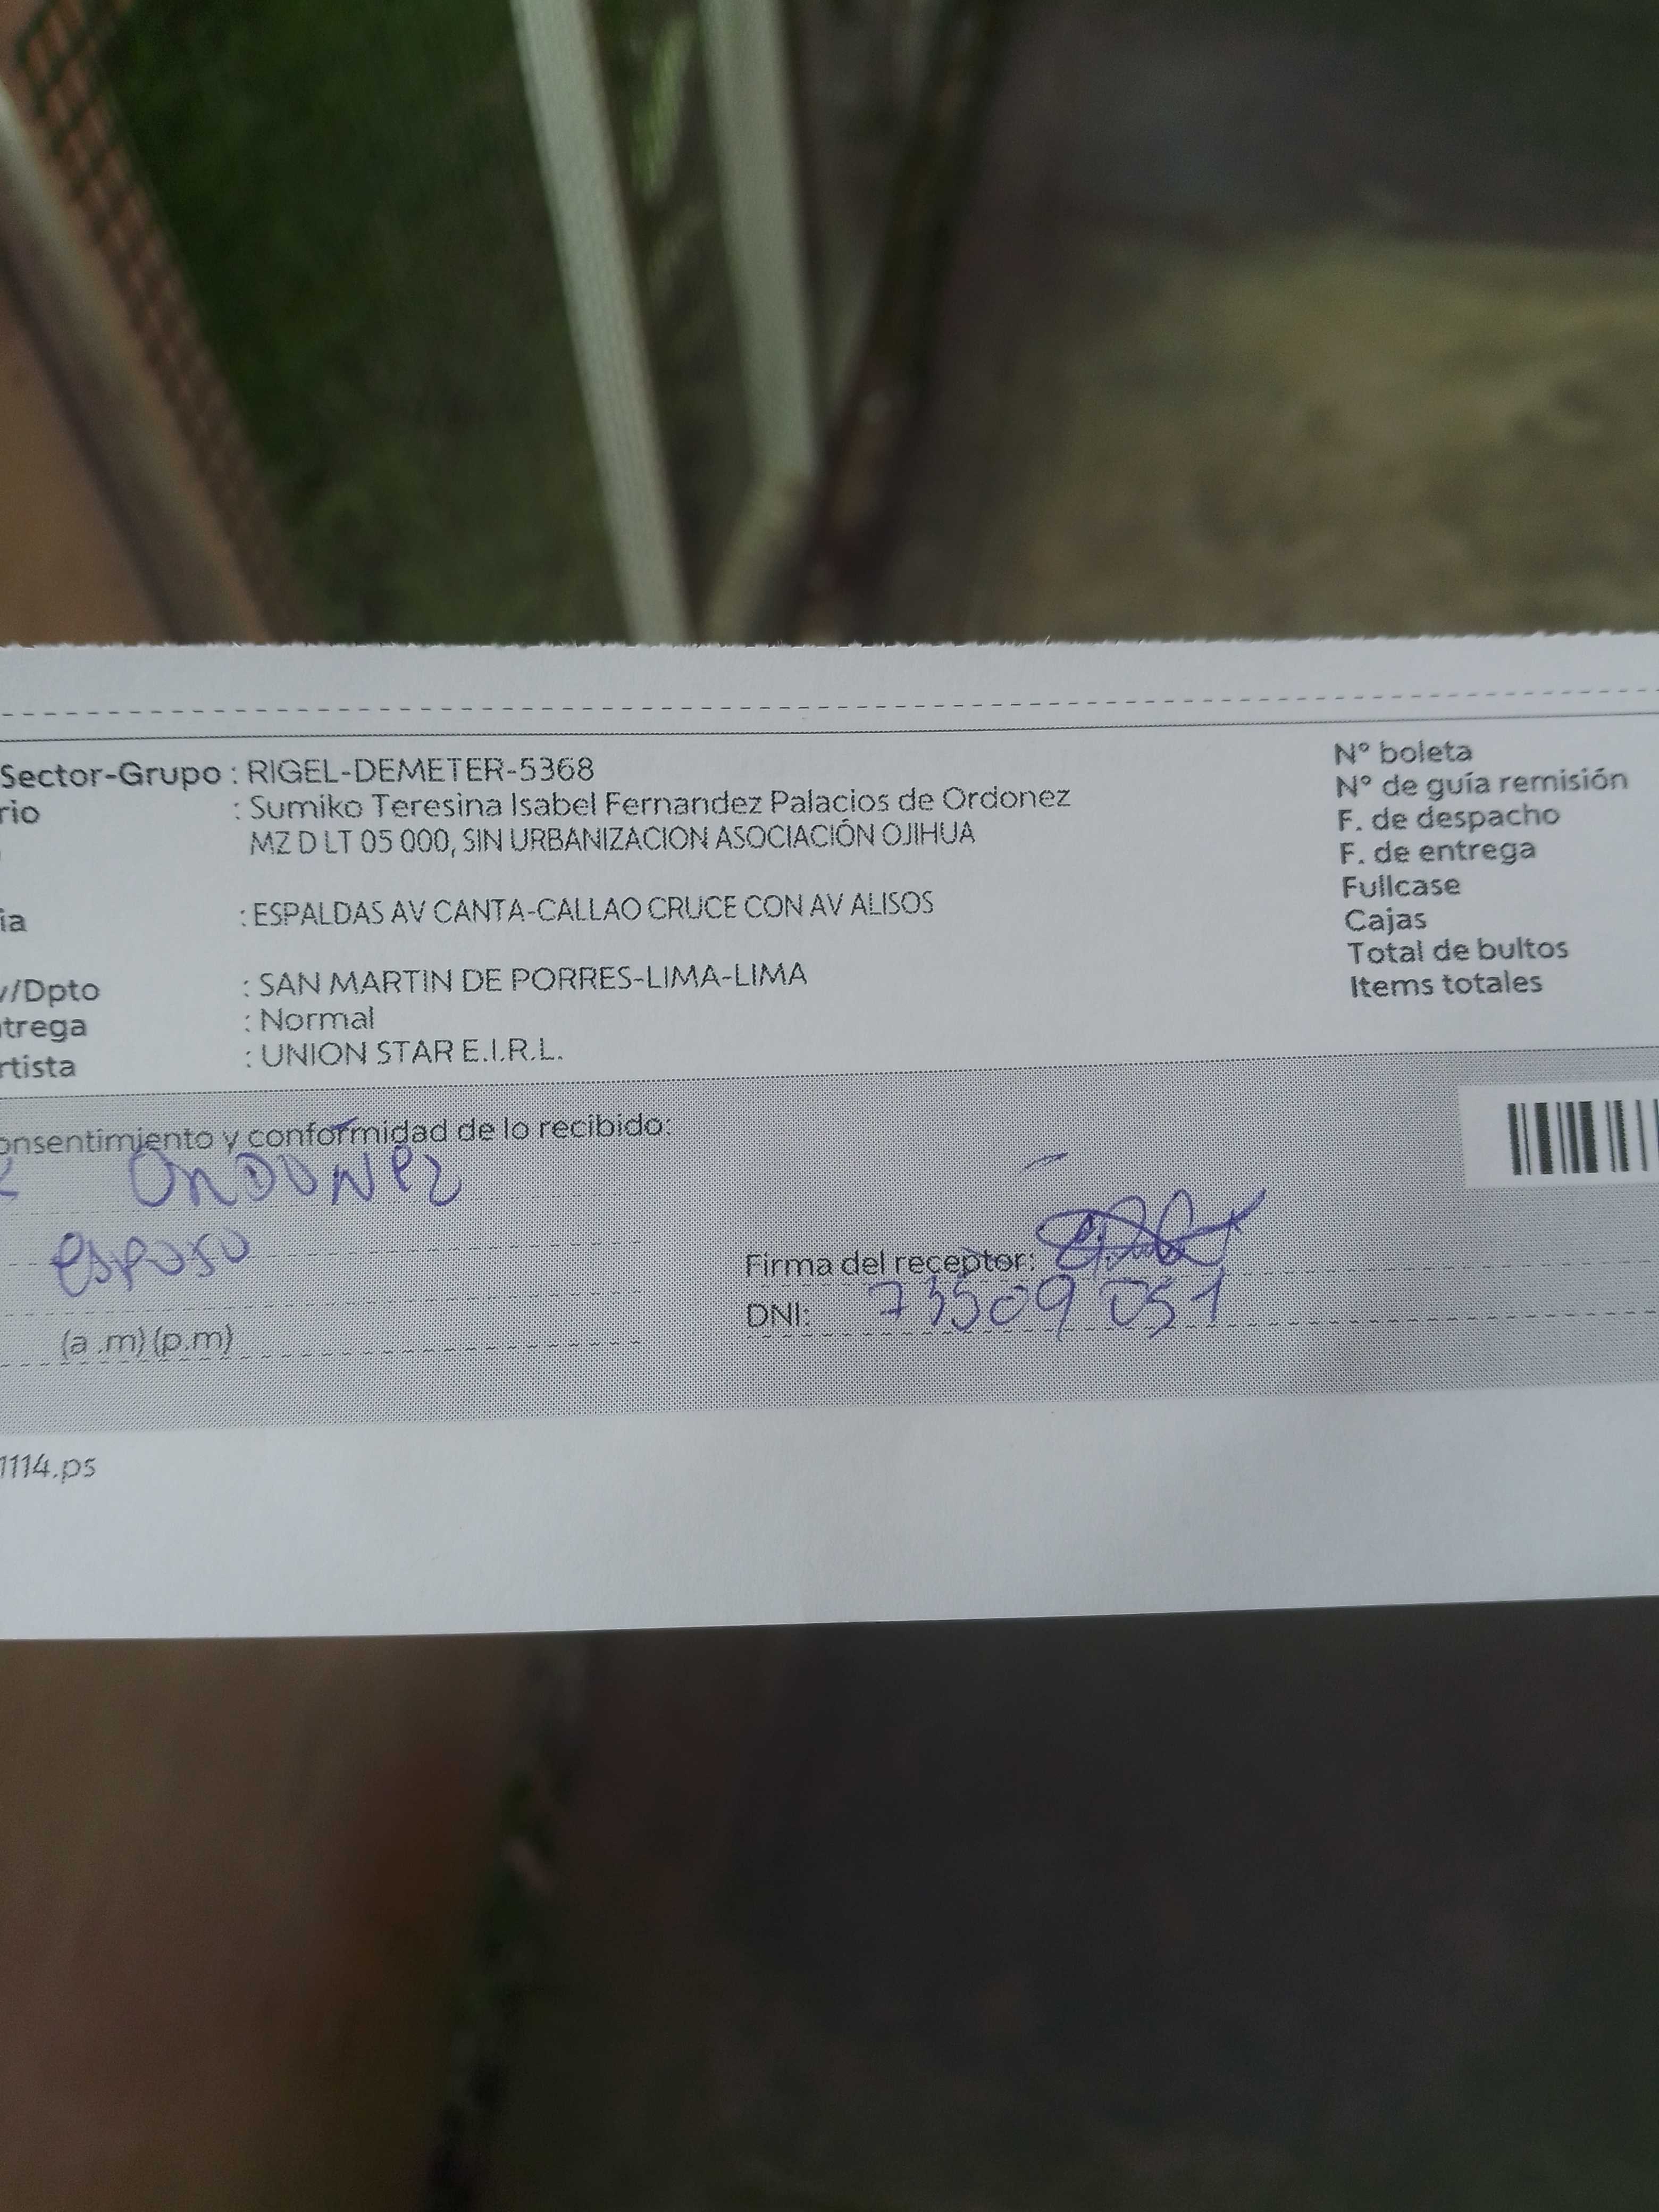 Sector-Grupo : RIGEL-DEMETER-5368
rio : Sumiko Teresina Isabel Fernandez Palacios de Ordonez
MZ D LT 05 000, SIN URBANIZACION ASOCIACIÓN OJIHUA
ia : ESPALDAS AV CANTA-CALLAO CRUCE CON AV ALISOS
v/Dpto : SAN MARTIN DE PORRES-LIMA-LIMA
ntrega : Normal
rtista : UNION STAR E.I.R.L.
N° boleta
N° de guía remisión
F. de despacho
F. de entrega
Fullcase
Cajas
Total de bultos
Items totales
onsentimiento y conformidad de lo recibido:
ORDONEZ
esposo
(a .m) (p.m)
Firma del receptor:
DNI: 73509051
1114.ps